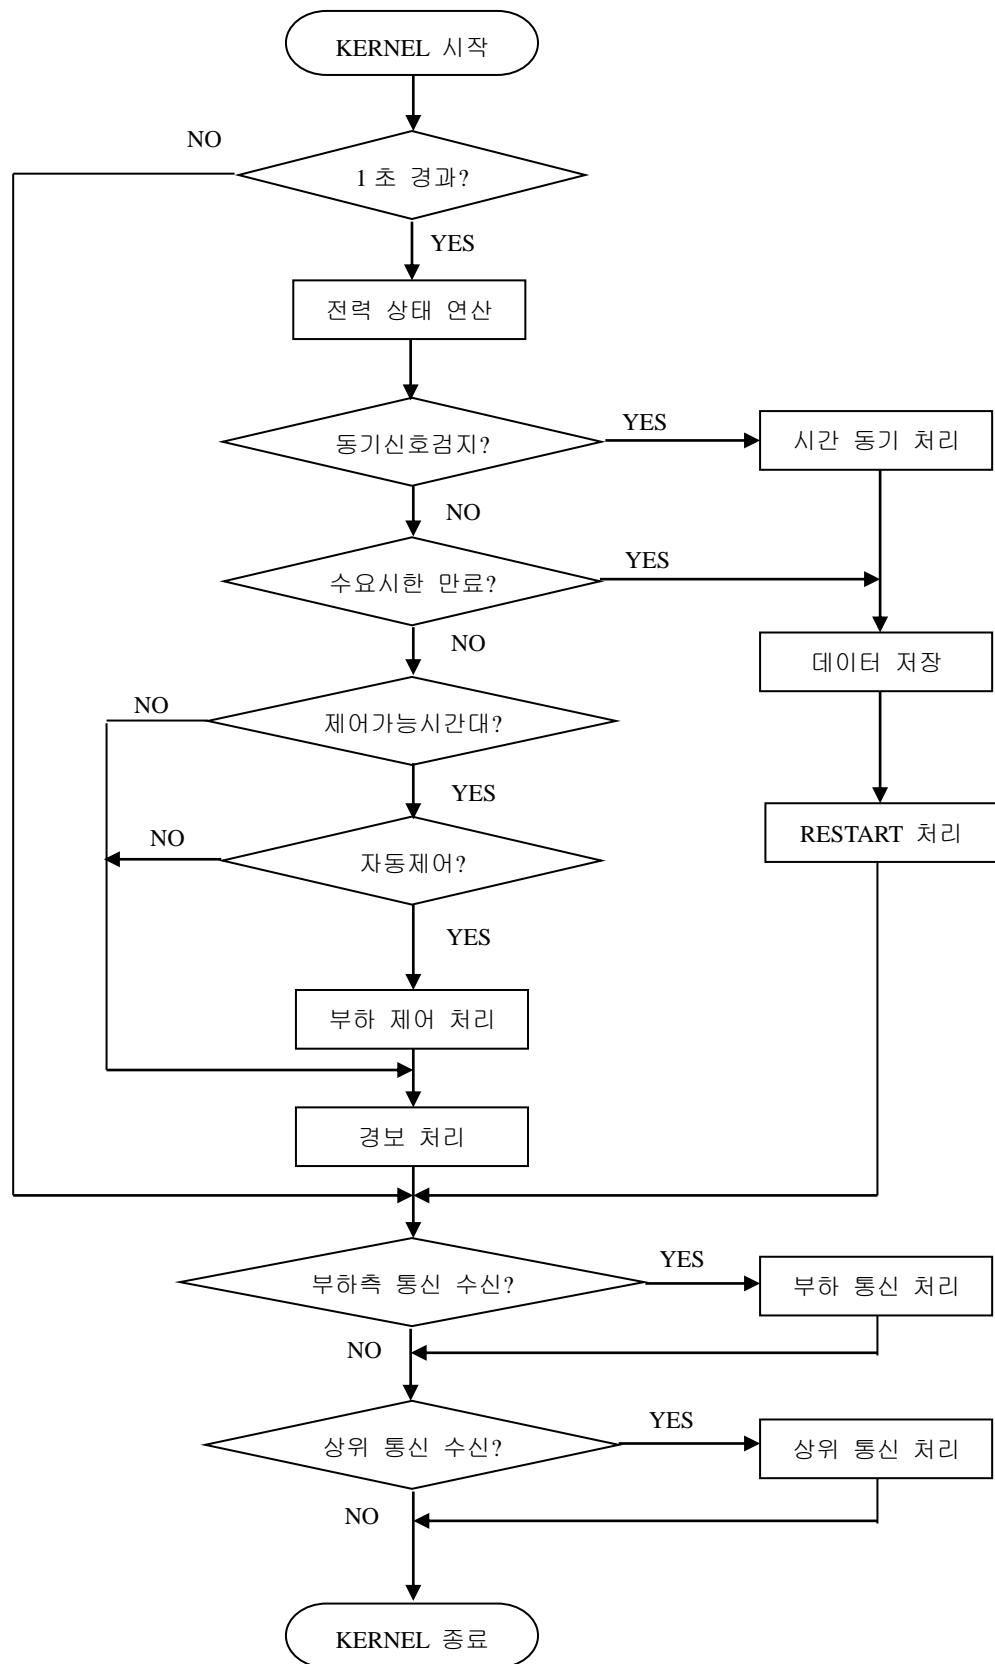 KERNEL 시작
NO
1 초 경과?
YES
전력 상태 연산
동기신호검지?
YES
시간 동기 처리
NO
수요시한 만료?
YES
NO
데이터 저장
NO
제어가능시간대?
YES
RESTART 처리
NO
자동제어?
YES
부하 제어 처리
경보 처리
부하측 통신 수신?
YES
부하 통신 처리
NO
상위 통신 수신?
YES
상위 통신 처리
NO
KERNEL 종료